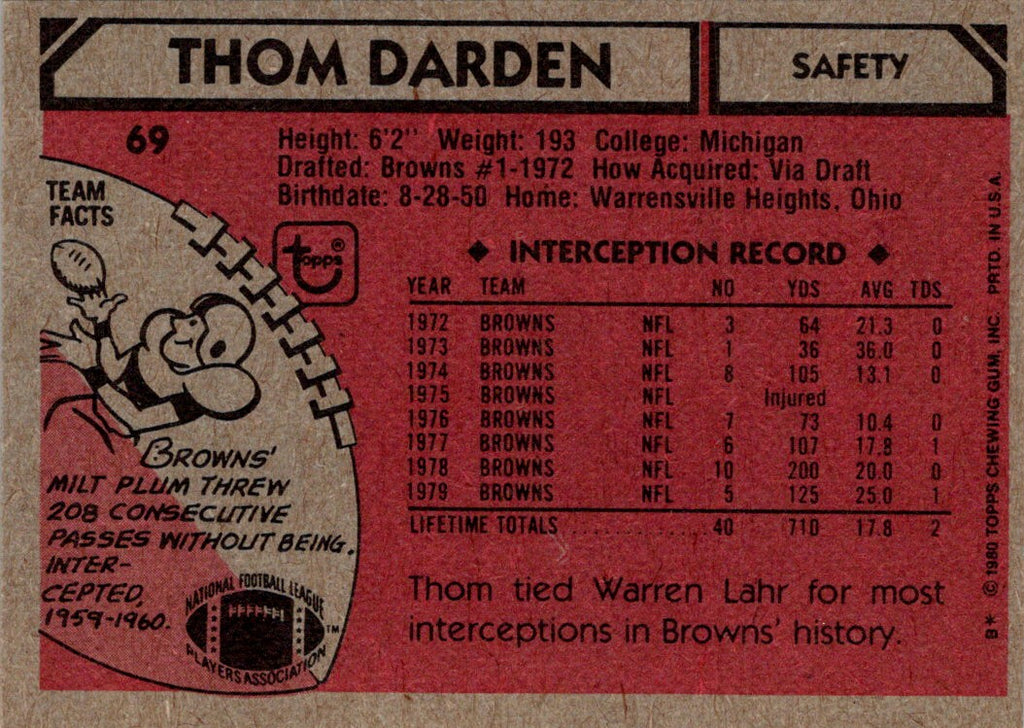 THOM DARDEN
SAFETY
69
Height: 6'2" Weight: 193 College: Michigan
Drafted: Browns #1-1972 How Acquired: Via Draft
Birthdate: 8-28-50 Home: Warrensville Heights, Ohio
TEAM
FACTS
topps®
◆ INTERCEPTION RECORD ◆
YEAR TEAM NO YDS AVG TDS
1972 BROWNS NFL 3 64 21.3 0
1973 BROWNS NFL 1 36 36.0 0
1974 BROWNS NFL 8 105 13.1 0
1975 BROWNS NFL Injured
1976 BROWNS NFL 7 73 10.4 0
1977 BROWNS NFL 6 107 17.8 1
1978 BROWNS NFL 10 200 20.0 0
1979 BROWNS NFL 5 125 25.0 1
LIFETIME TOTALS 40 710 17.8 2
Thom tied Warren Lahr for most
interceptions in Browns' history.
BROWNS'
MILT PLUM THREW
208 CONSECUTIVE
PASSES WITHOUT BEING
INTER-
CEPTED,
1959-1960.
NATIONAL FOOTBALL LEAGUE
PLAYERS ASSOCIATION
TM
B* © 1980 TOPPS CHEWING GUM, INC. PRTD IN U.S.A.